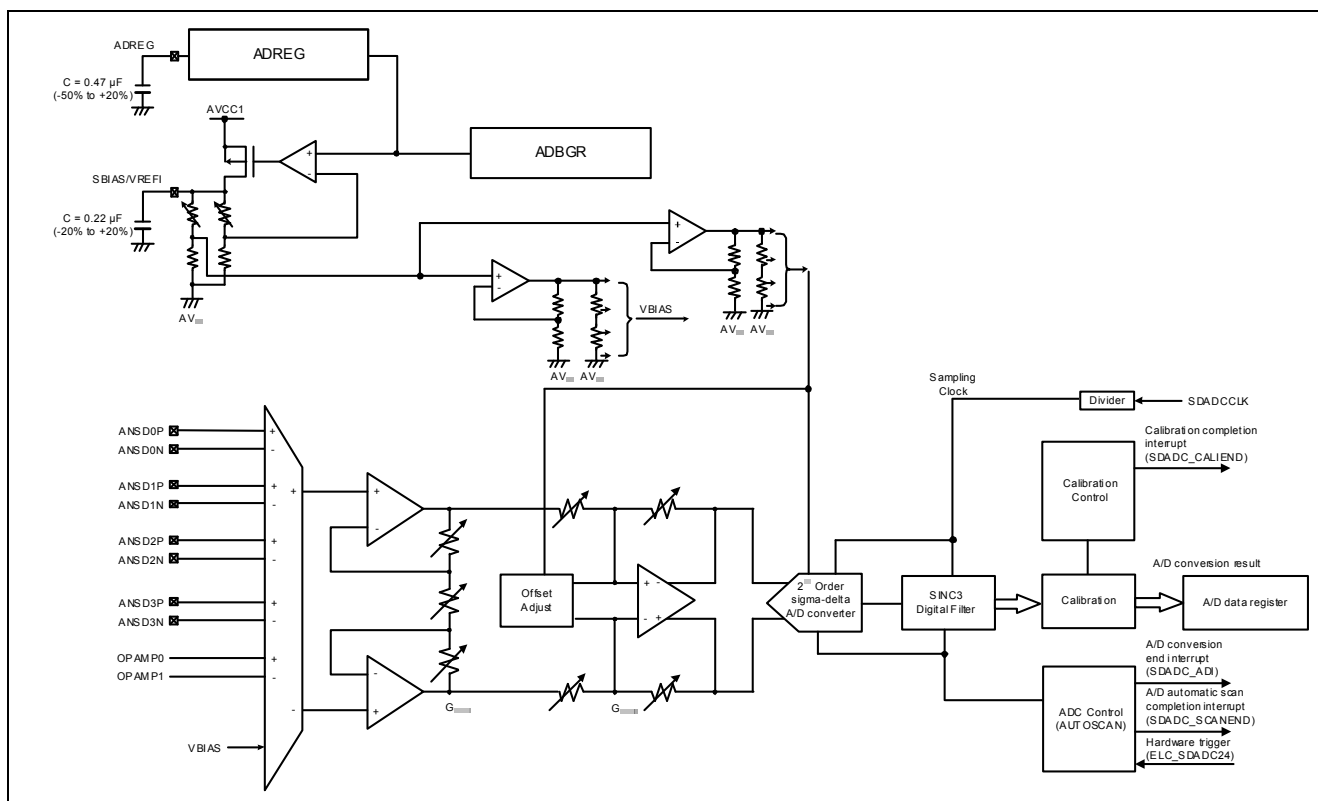 ADREG
ADREG
C = 0.47 µF
(-50% to +20%)
AVCC1
ADBGR
SBIAS/VREFI
C = 0.22 µF
(-20% to +20%)
+
-
+
-
+
-
VBIAS
AV
AV
AV
AV
AV
Sampling
Clock
Divider
SDADCCLK
Calibration completion
interrupt
(SDADC_CALIEND)
Calibration
Control
ANSD0P
+
ANSD0N
-
ANSD1P
+
ANSD1N
-
ANSD2P
+
ANSD2N
-
ANSD3P
+
ANSD3N
-
OPAMP0
+
OPAMP1
-
VBIAS
+
-
+
-
-
+
G
G
Offset
Adjust
+ -
- +
2 Order
sigma-delta
A/D converter
SINC3
Digital Filter
Calibration
A/D conversion result
A/D data register
A/D conversion
end interrupt
(SDADC_ADI)
A/D automatic scan
completion interrupt
(SDADC_SCANEND)
Hardware trigger
(ELC_SDADC24)
ADC Control
(AUTOSCAN)